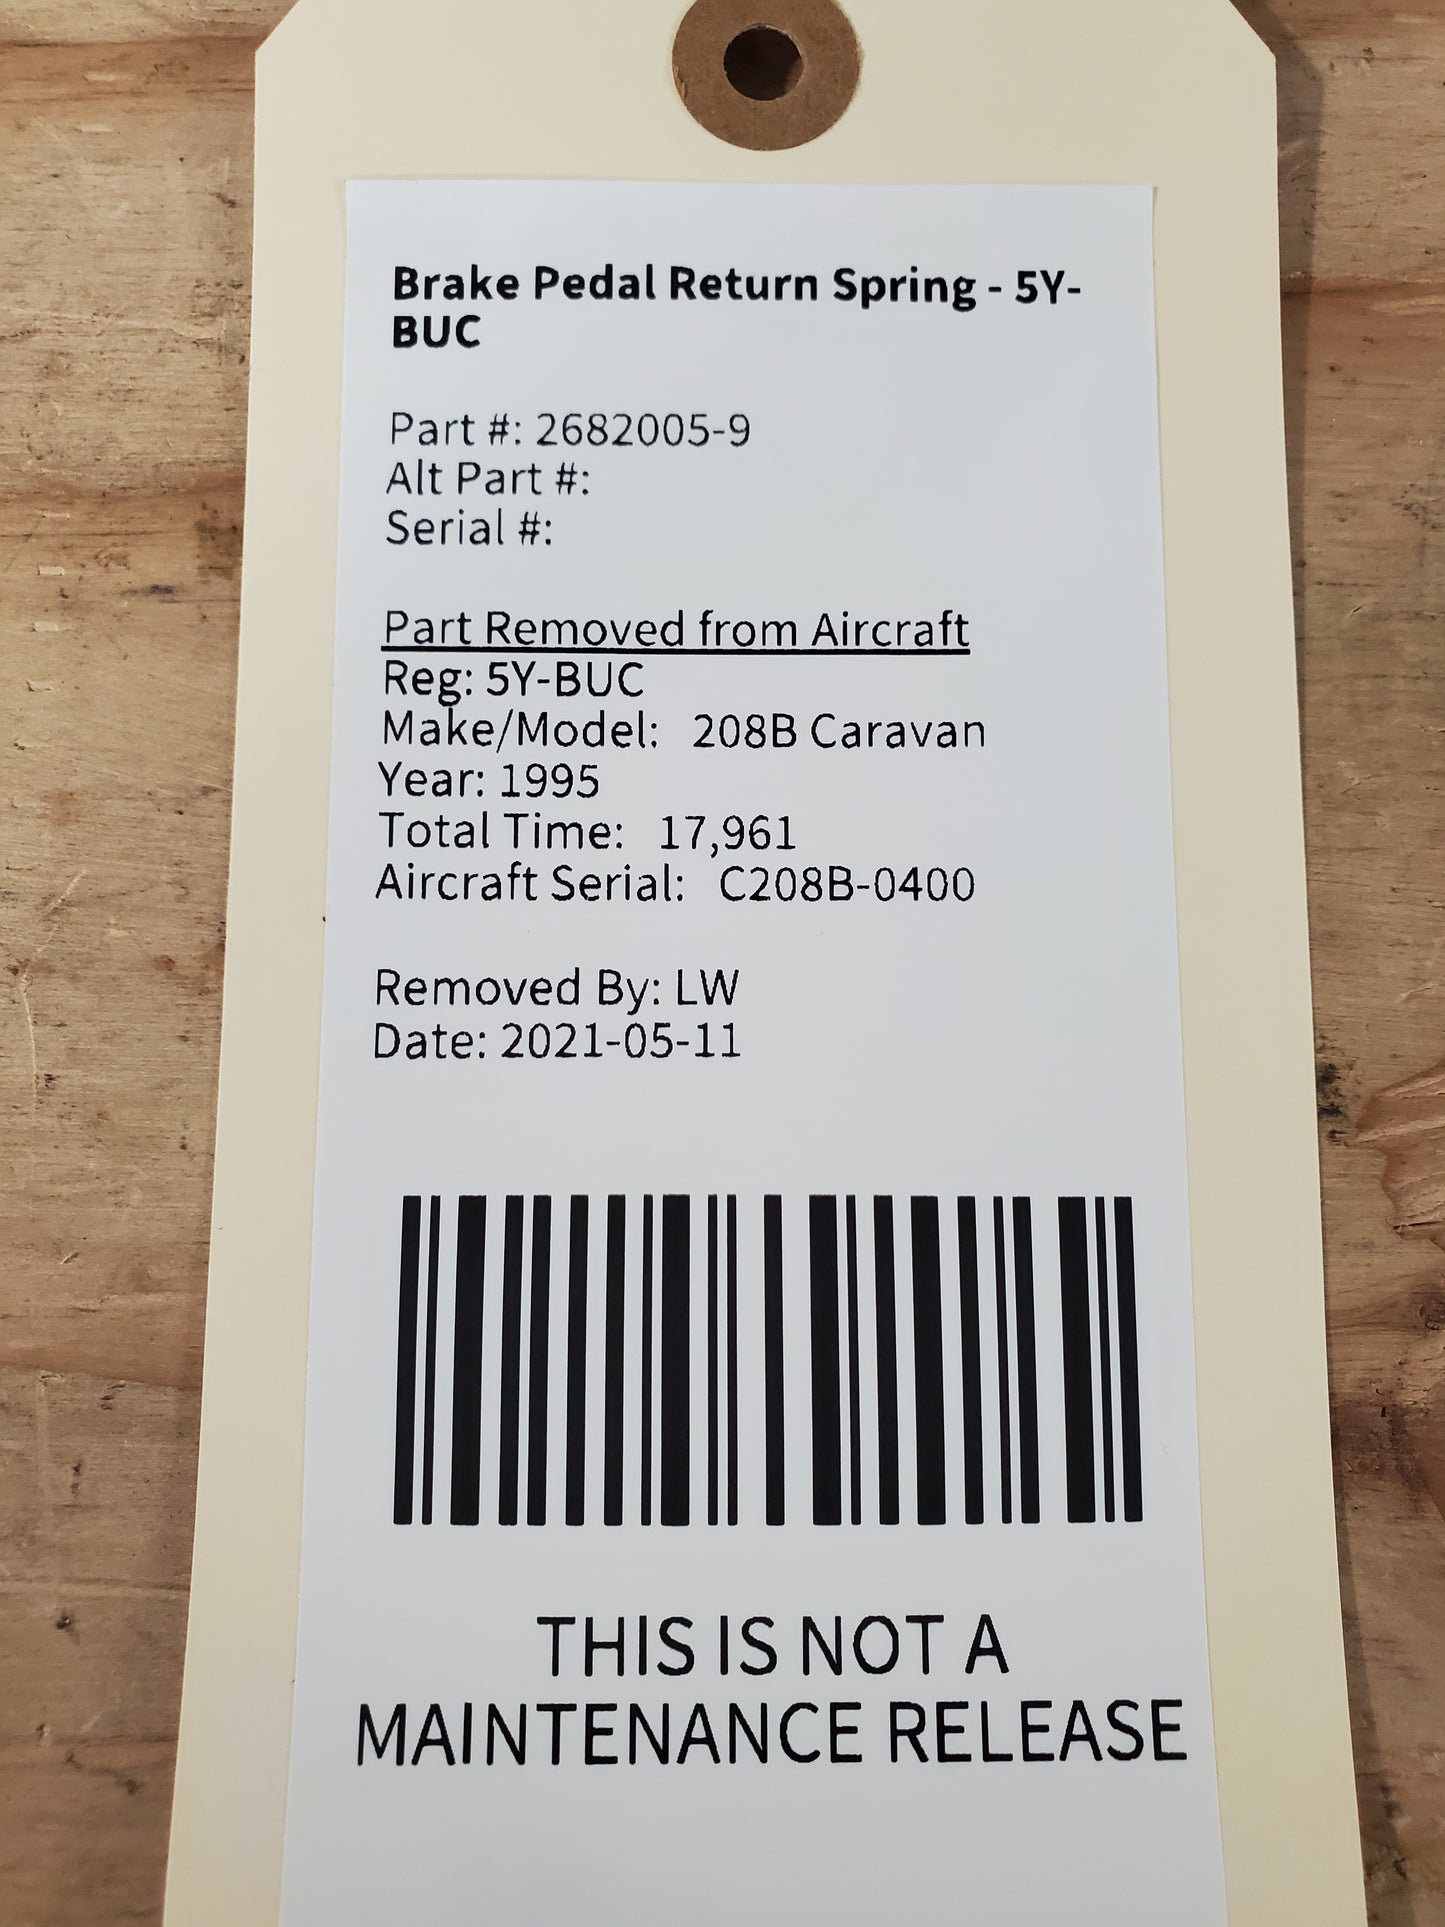 Brake Pedal Return Spring - 5Y-
BUC
Part #: 2682005-9
Alt Part #:
Serial #:
Part Removed from Aircraft
Reg: 5Y-BUC
Make/Model: 208B Caravan
Year: 1995
Total Time: 17,961
Aircraft Serial: C208B-0400
Removed By: LW
Date: 2021-05-11
THIS IS NOT A
MAINTENANCE RELEASE